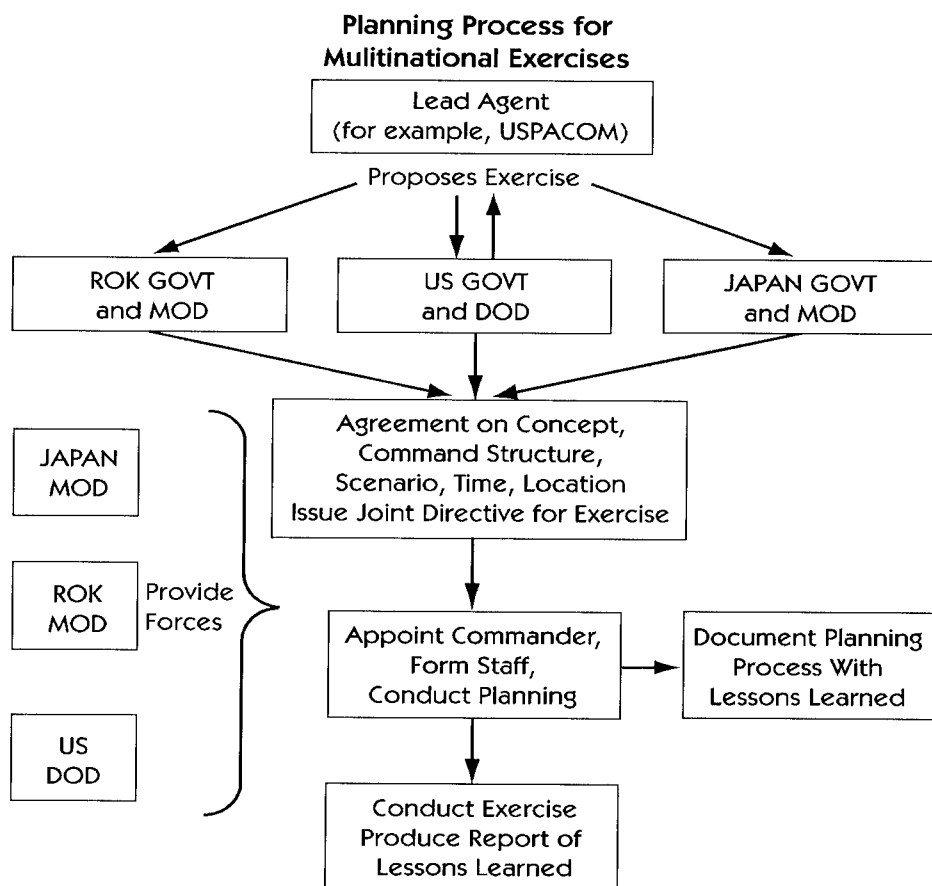 Planning Process for
Mulitinational Exercises
Lead Agent
(for example, USPACOM)
Proposes Exercise
ROK GOVT
and MOD
US GOVT
and DOD
JAPAN GOVT
and MOD
Agreement on Concept,
Command Structure,
Scenario, Time, Location
Issue Joint Directive for Exercise
JAPAN
MOD
ROK
MOD
US
DOD
Provide
Forces
Appoint Commander,
Form Staff,
Conduct Planning
Document Planning
Process With
Lessons Learned
Conduct Exercise
Produce Report of
Lessons Learned